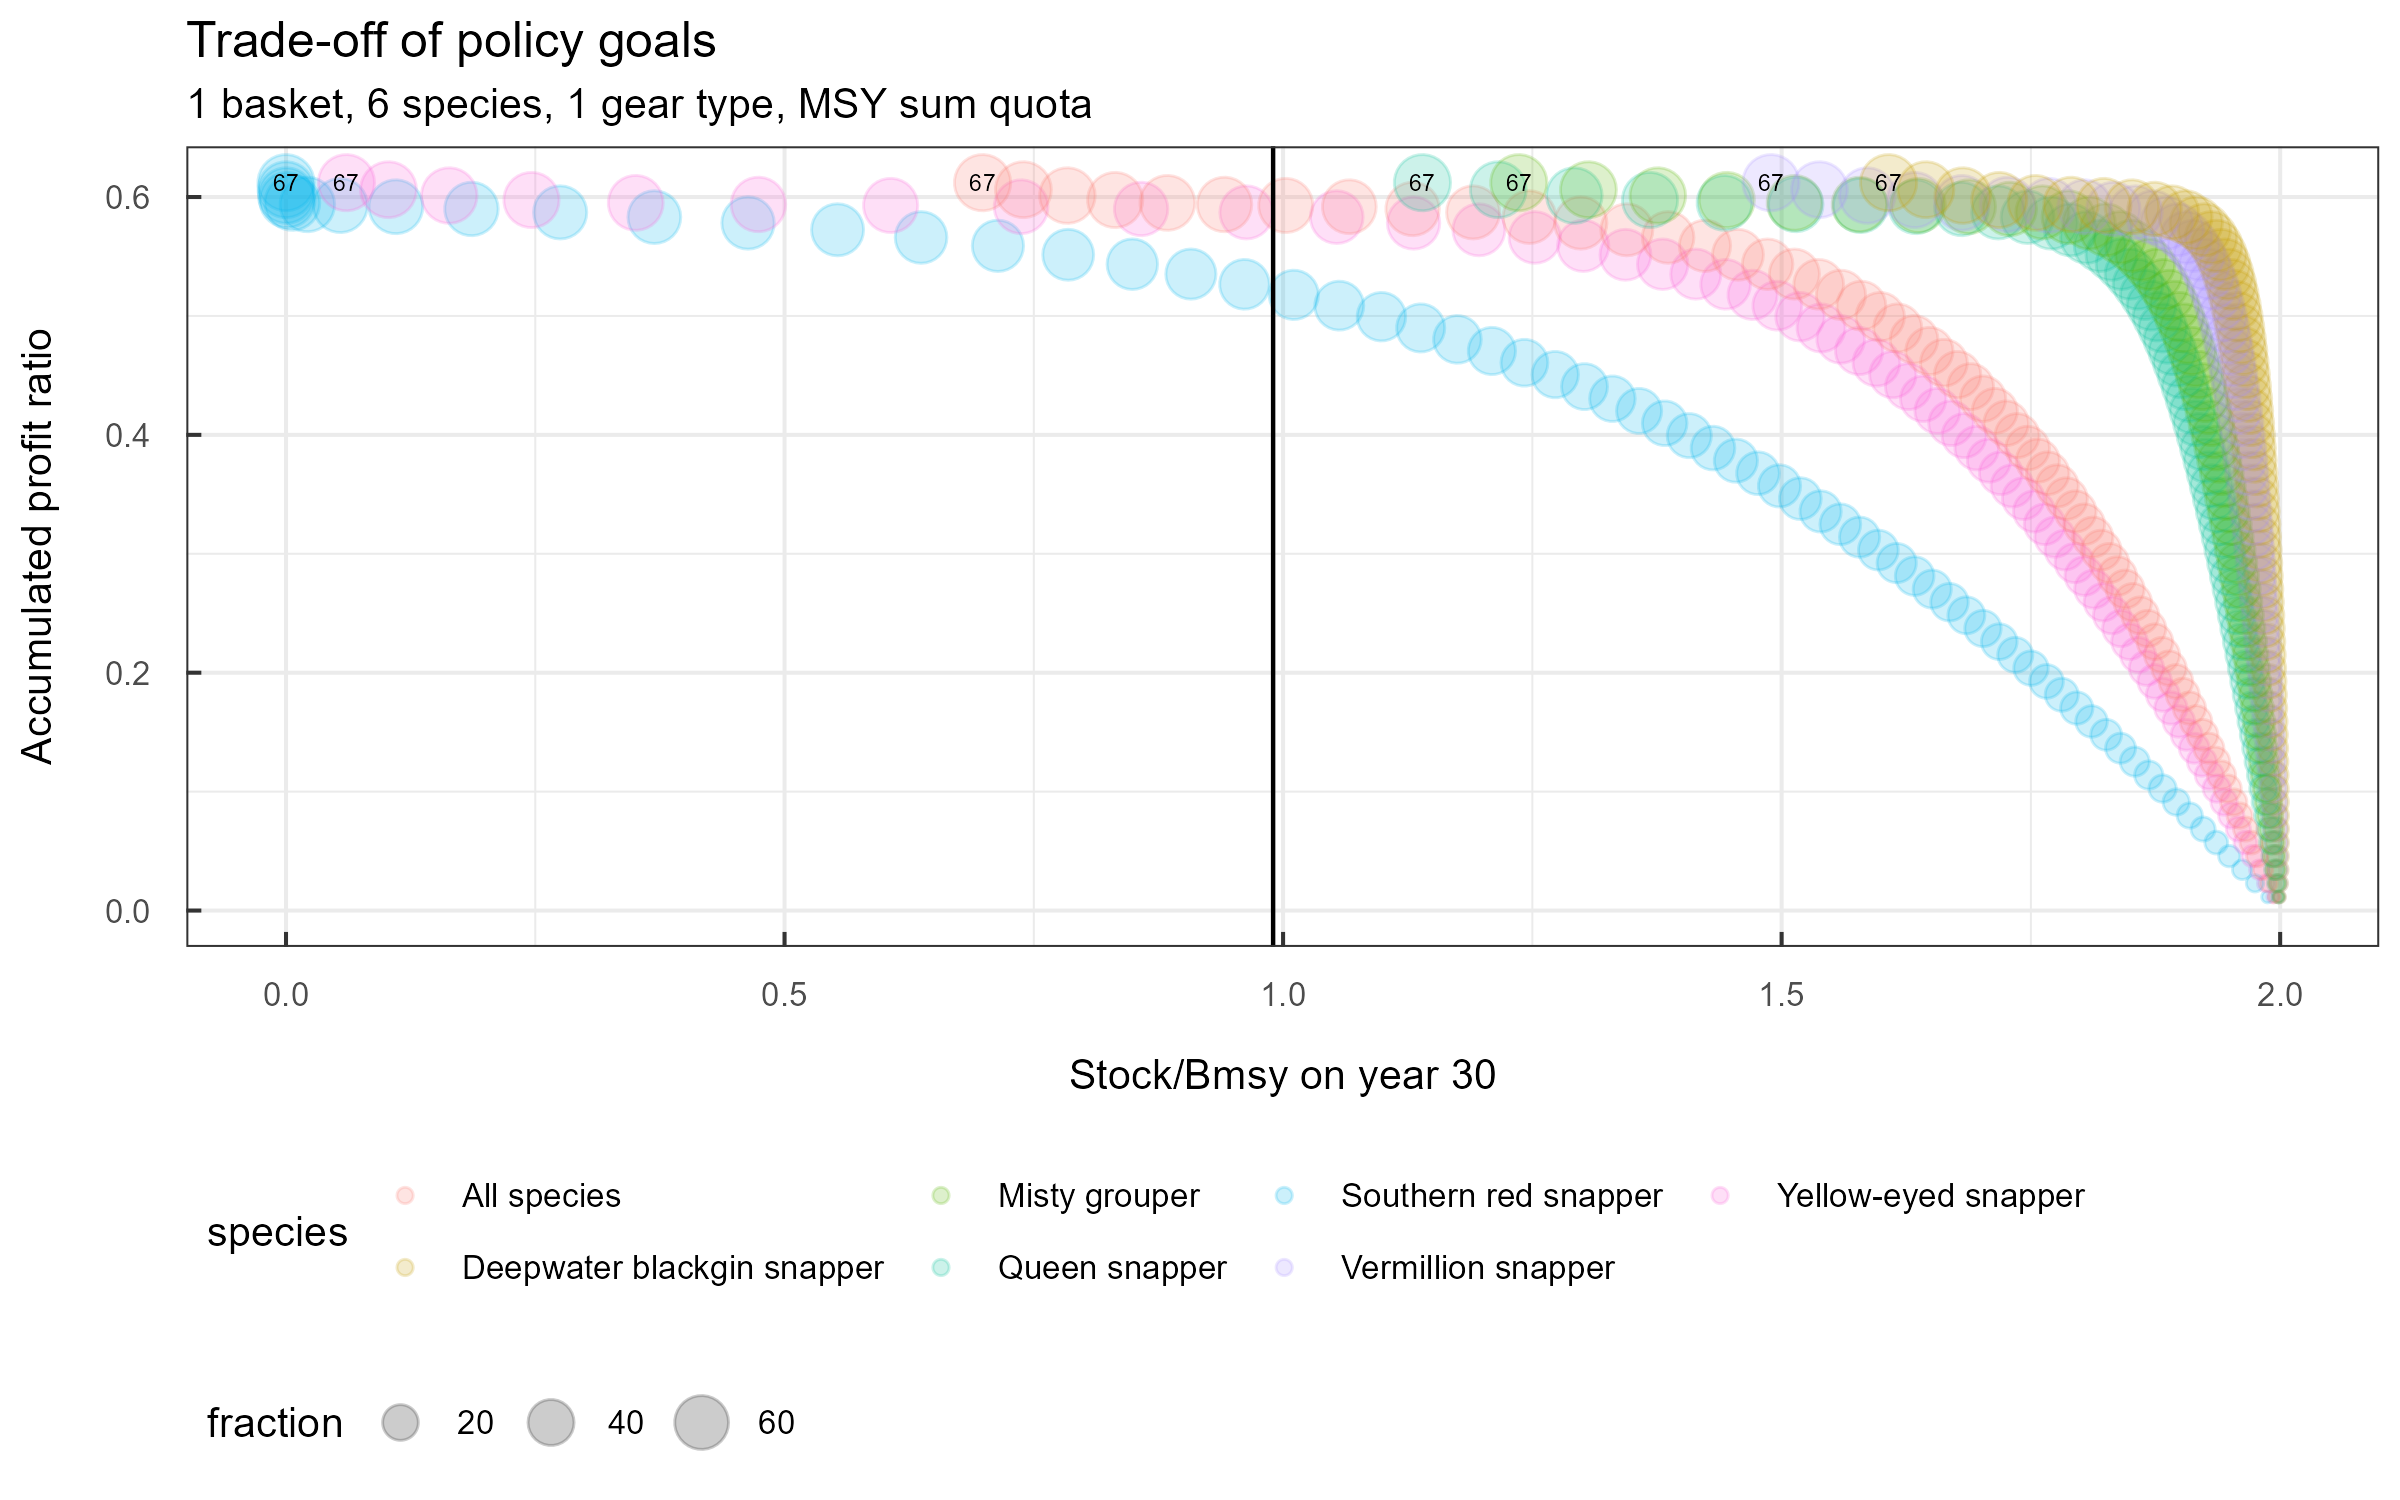 Trade-off of policy goals
1 basket, 6 species, 1 gear type, MSY sum quota
Accumulated profit ratio
0.6
0.4
0.2
0.0
67 67 67 67 67 67 67
0.0 0.5 1.0 1.5 2.0
Stock/Bmsy on year 30
species
All species Misty grouper Southern red snapper Yellow-eyed snapper
Deepwater blackgin snapper Queen snapper Vermillion snapper
fraction 20 40 60